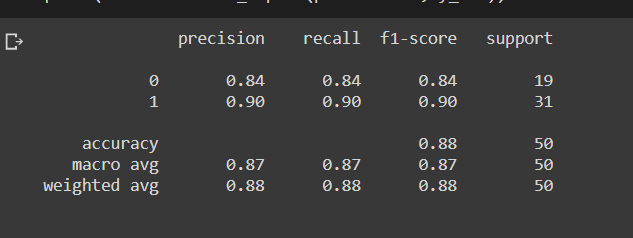 precision recall f1-score support
0 0.84 0.84 0.84 19
1 0.90 0.90 0.90 31
accuracy 0.88 50
macro avg 0.87 0.87 0.87 50
weighted avg 0.88 0.88 0.88 50